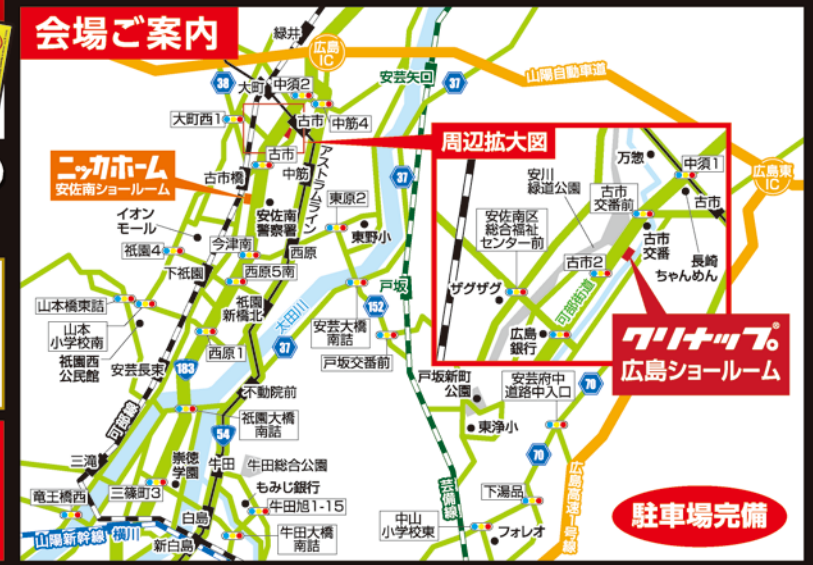 会場ご案内
緑井
広島
IC
安芸矢口
37
山陽自動車道
38
大町
中須2
大町西1
古市
中筋4
周辺拡大図
広島東
IC
ニッカホーム
安佐南ショールーム
古市
古市橋
中筋
アストラムライン
37
東原2
イオン
モール
安佐南
警察署
東野小
祇園4
今津南
西原
下祇園
西原5南
戸坂
山本橋東詰
祇園
新橋北
太田川
152
安芸大橋
南詰
山本
小学校南
祇園西
公民館
安芸長束
西原1
37
戸坂交番前
183
不動院前
戸坂新町
公園
安芸府中
道路中入口
70
可部線
祇園大橋
南詰
54
東浄小
70
三滝
崇徳
学園
牛田
牛田総合公園
もみじ銀行
芸備線
広島高速1号線
竜王橋西
三篠町3
牛田旭1-15
下湯品
白島
山陽新幹線
横川
新白島
牛田大橋
南詰
中山
小学校東
フォレオ
駐車場完備
万惣
中須1
安川
緑道公園
古市
交番前
古市
安佐南区
総合福祉
センター前
古市
交番
長崎
ちゃんめん
古市2
ザグザグ
可部街道
広島
銀行
クリナップ
広島ショールーム